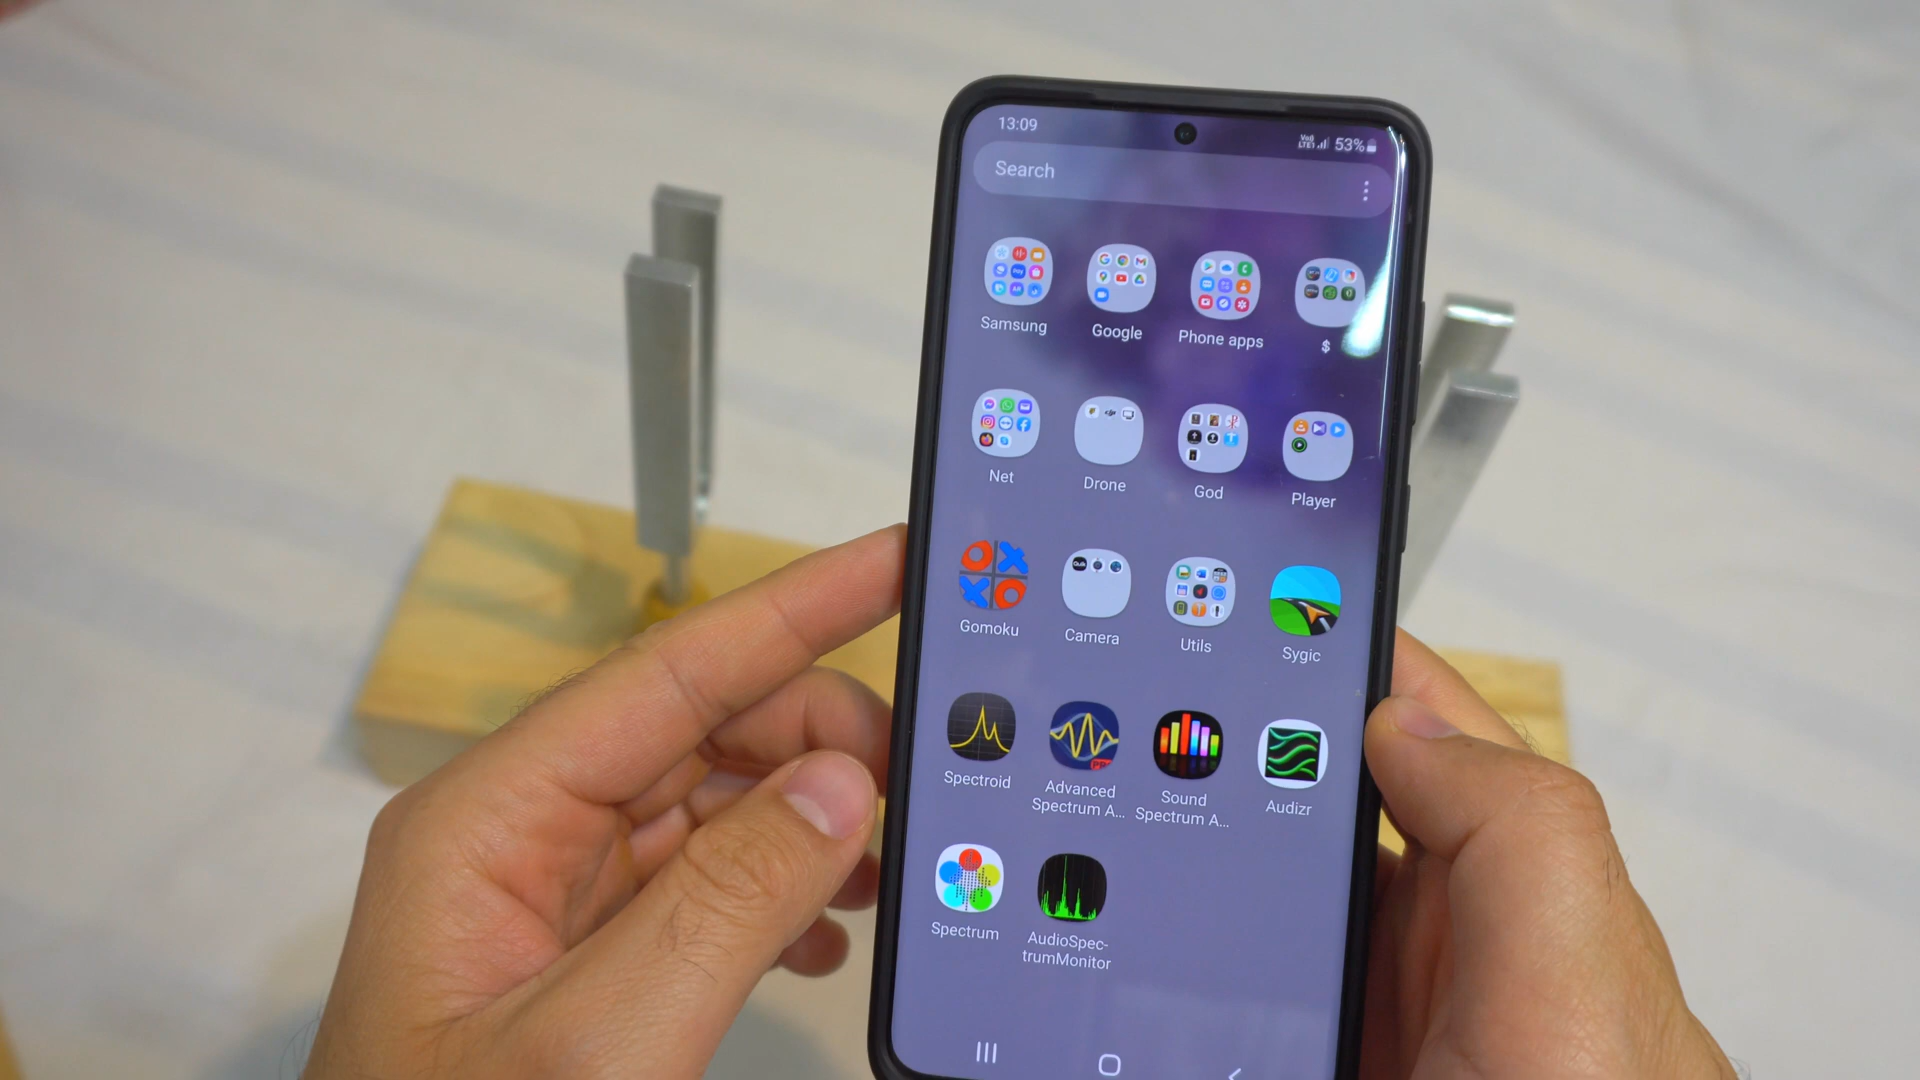 13:09
53%
Search
Samsung
Google
Phone apps
$
Net
Drone
God
Player
Gomoku
Camera
Utils
Sygic
Spectroid
Advanced
Spectrum A...
Sound
Spectrum A...
Audizr
Spectrum
AudioSpec-
trumMonitor